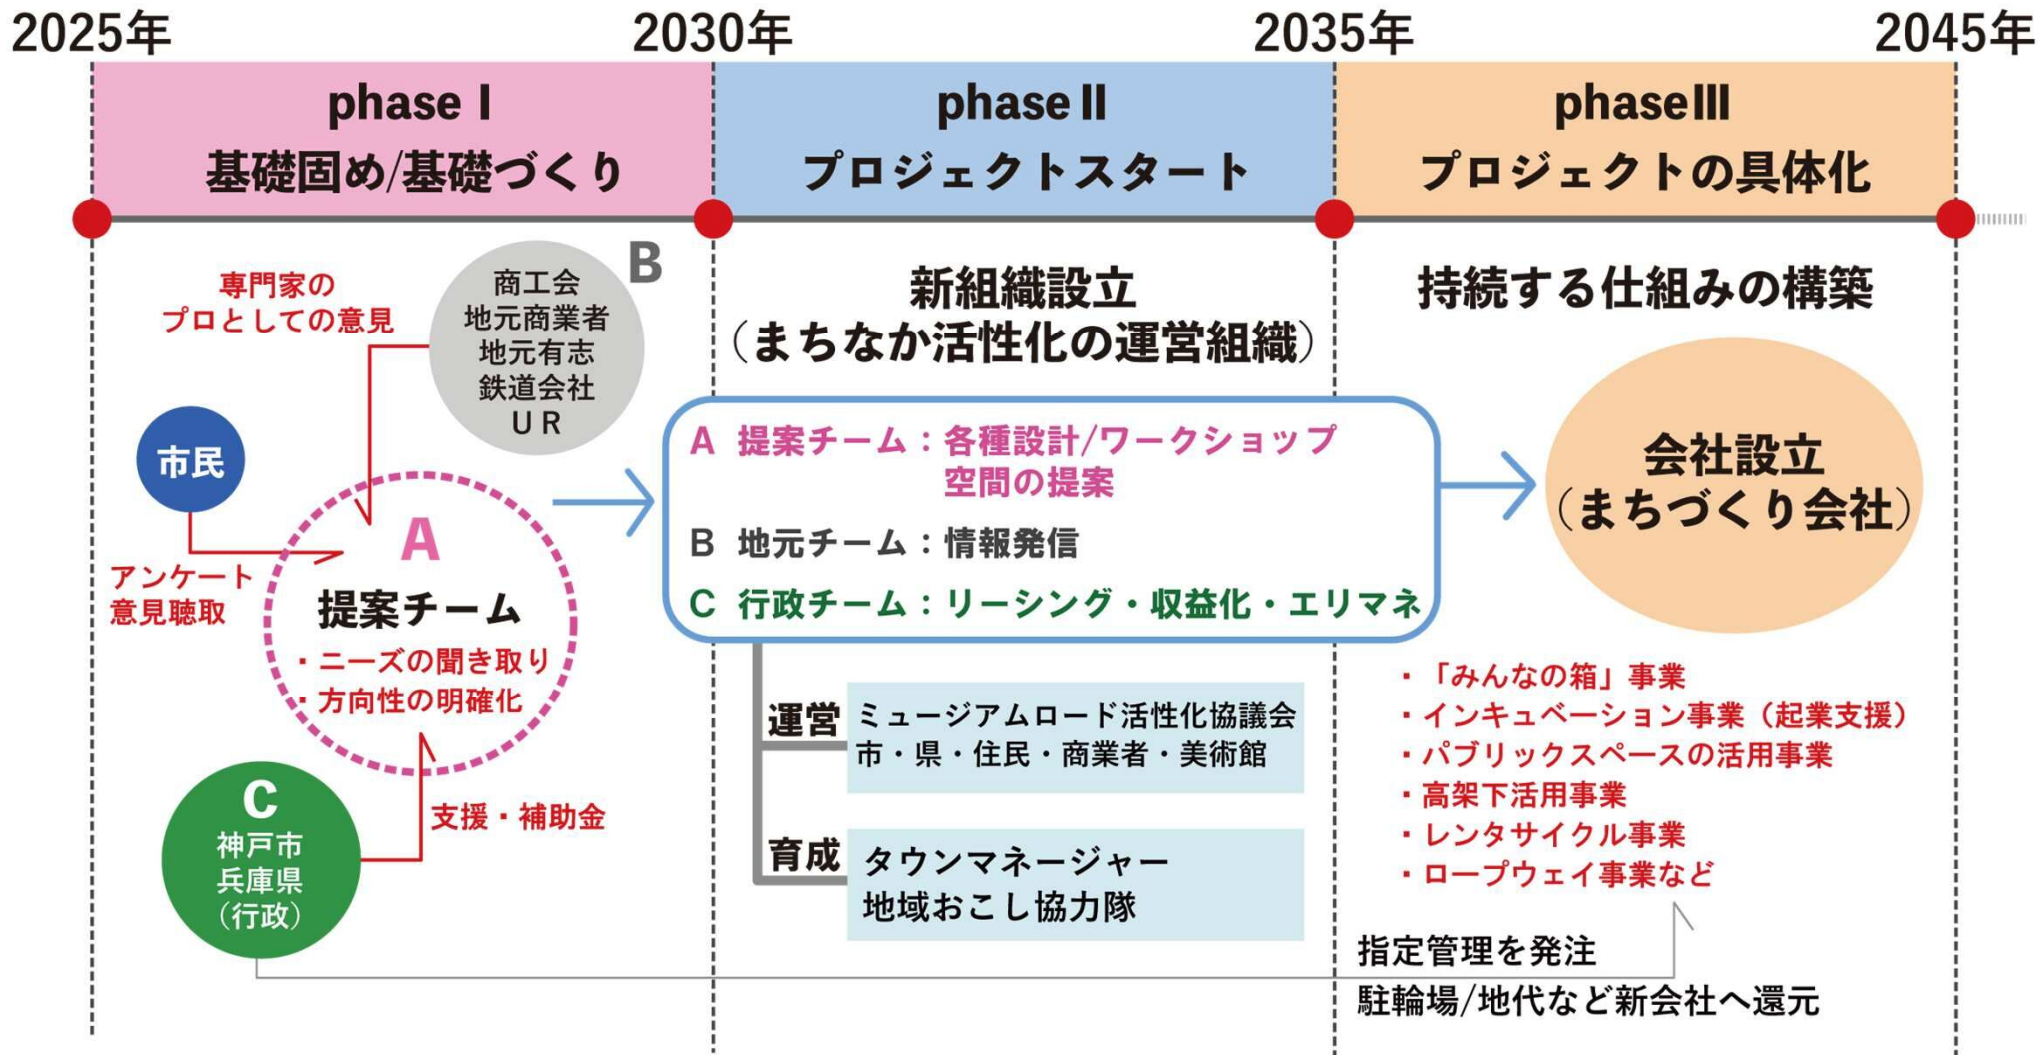 2025年
2030年
2035年
2045年
phase Ⅰ
基礎固め/基礎づくり
phase Ⅱ
プロジェクトスタート
phaseⅢ
プロジェクトの具体化
専門家の
プロとしての意見
B
商工会
地元商業者
地元有志
鉄道会社
UR
市民
アンケート
意見聴取
A
提案チーム
・ニーズの聞き取り
・方向性の明確化
C
神戸市
兵庫県
(行政)
支援・補助金
新組織設立
(まちなか活性化の運営組織)
A 提案チーム:各種設計/ワークショップ
空間の提案
B 地元チーム:情報発信
C 行政チーム:リーシング・収益化・エリマネ
運営
ミュージアムロード活性化協議会
市・県・住民・商業者・美術館
育成
タウンマネージャー
地域おこし協力隊
持続する仕組みの構築
会社設立
(まちづくり会社)
・「みんなの箱」事業
・インキュベーション事業(起業支援)
・パブリックスペースの活用事業
・高架下活用事業
・レンタサイクル事業
・ロープウェイ事業など
指定管理を発注
駐輪場/地代など新会社へ還元